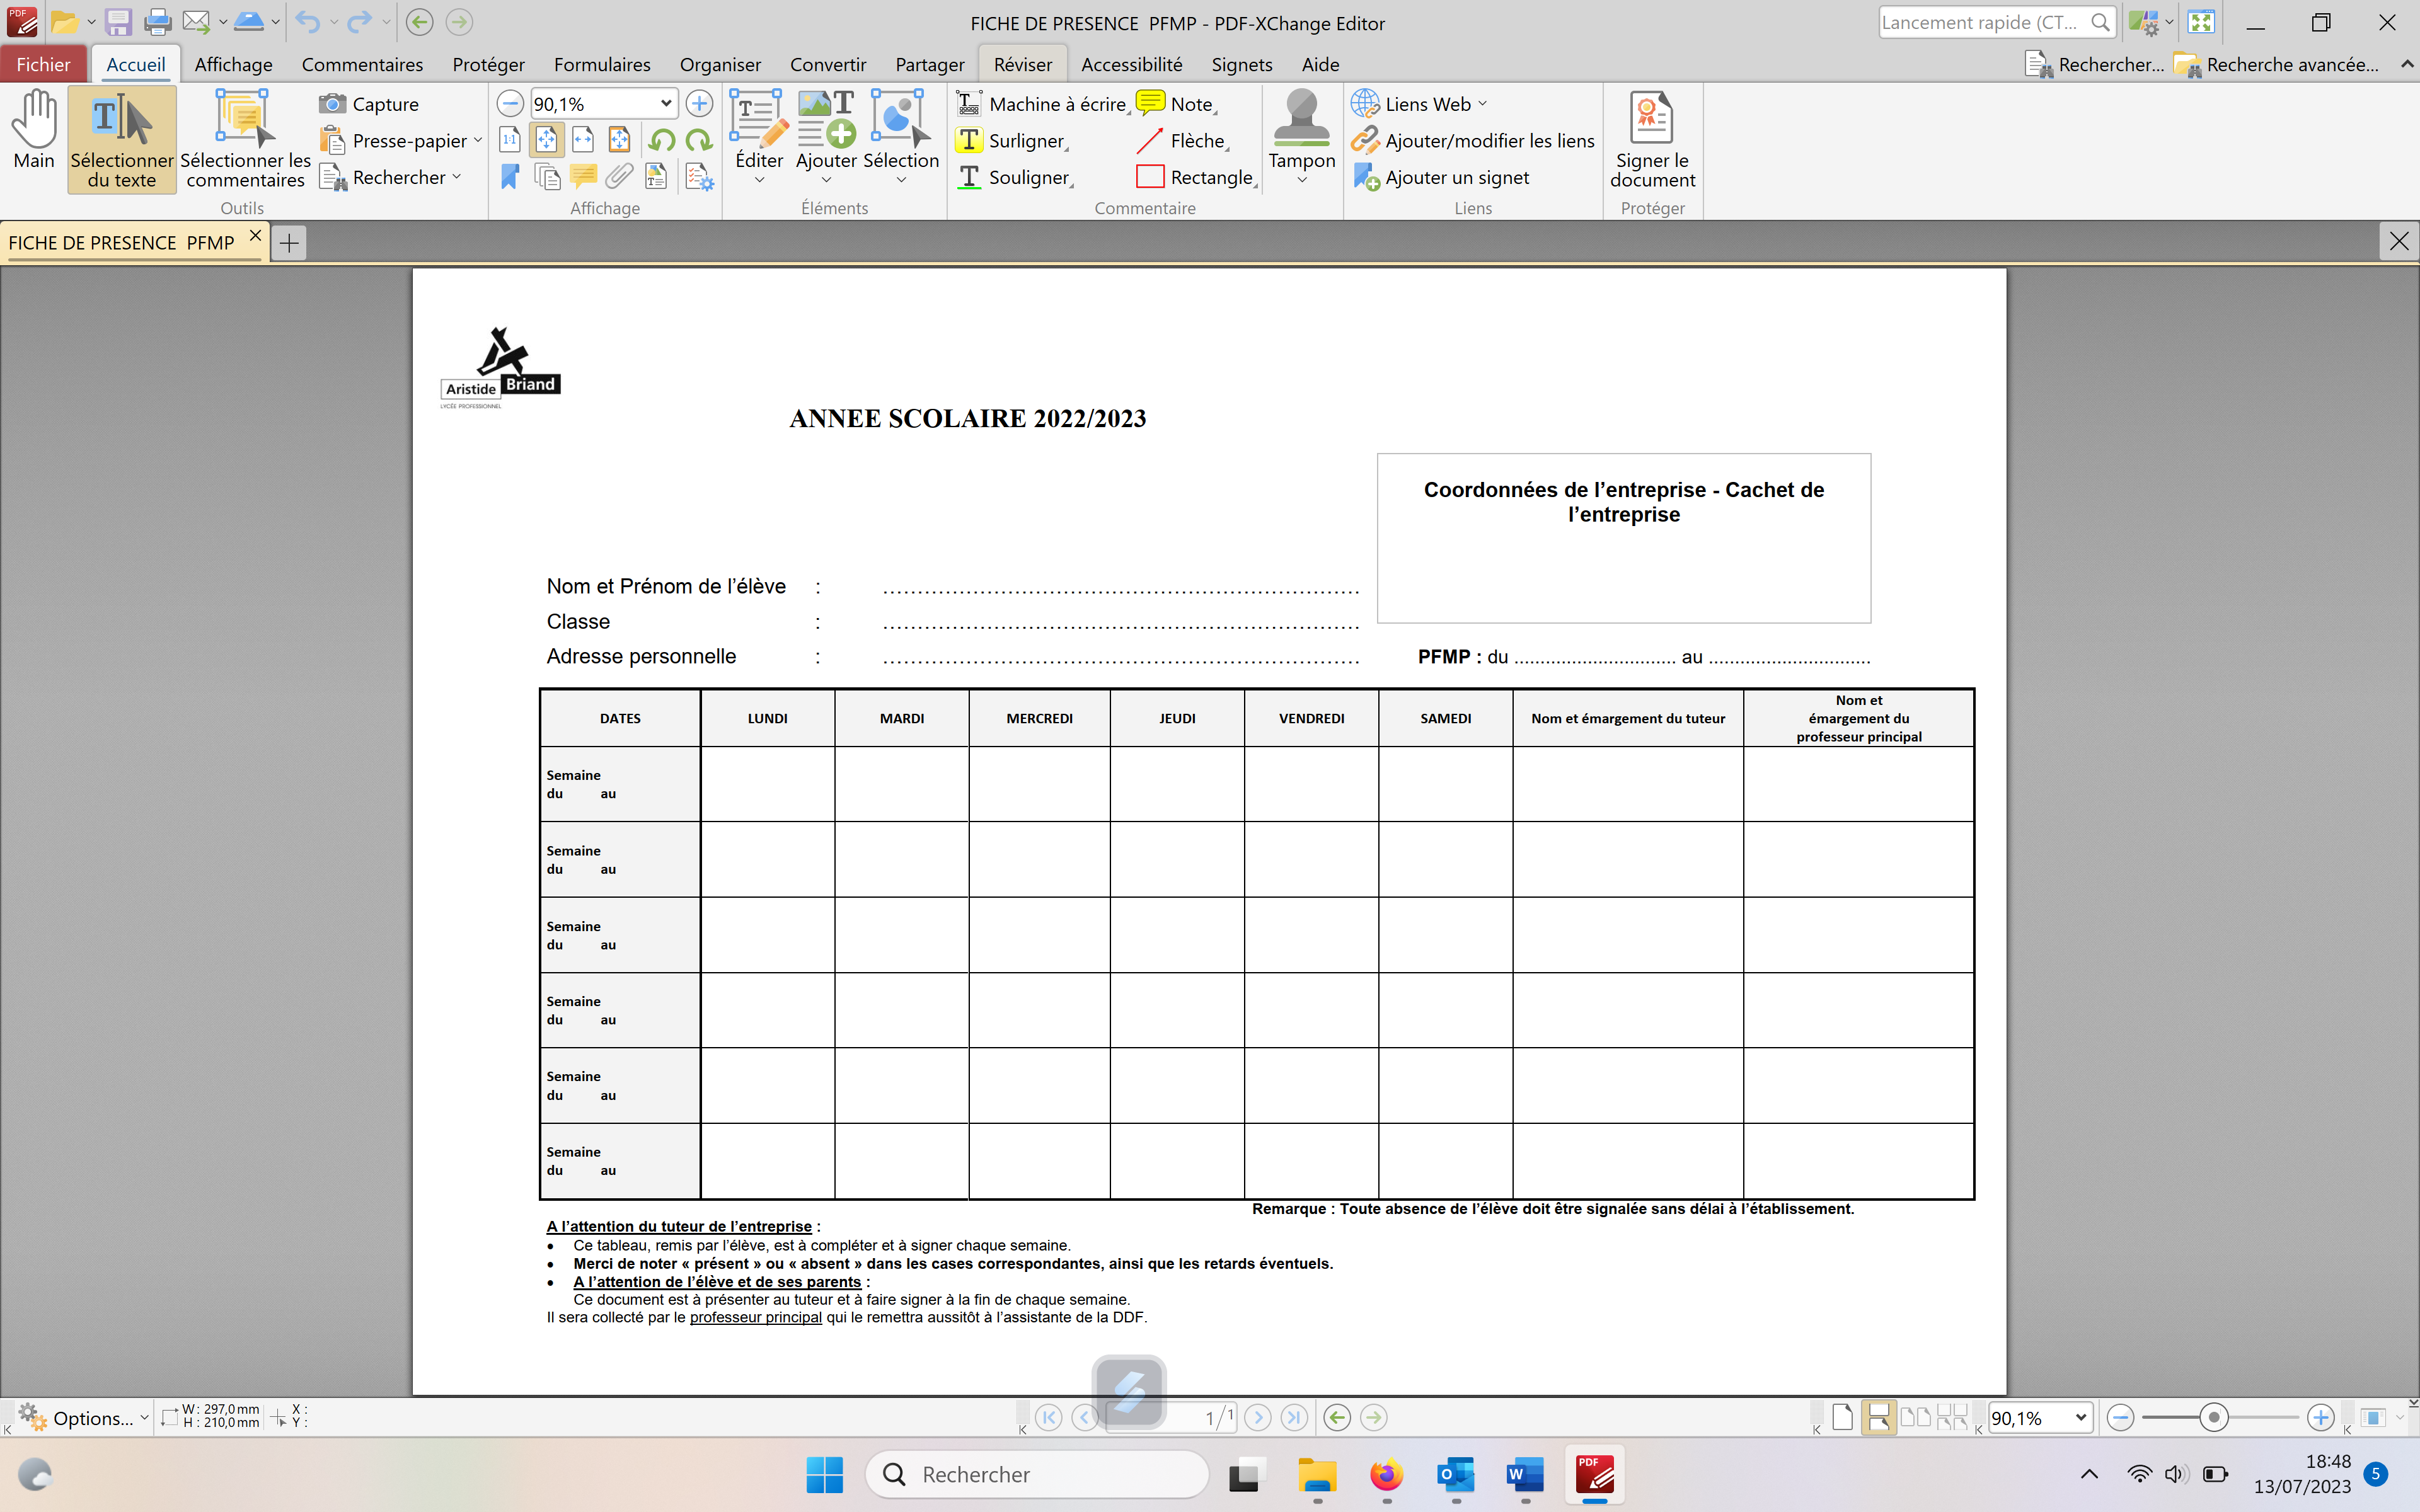 FICHE DE PRESENCE  PFMP - PDF-XChange Editor
Lancement rapide (CT...
Fichier Accueil Affichage Commentaires Protéger Formulaires Organiser Convertir Partager Réviser Accessibilité Signets Aide Rechercher... Recherche avancée...
Main
Sélectionner du texte
Sélectionner les commentaires
Capture
Presse-papier
Rechercher
Outils
90,1%
1:1
Affichage
Éditer
Ajouter
Sélection
Éléments
Machine à écrire
Surligner
Souligner
Note
Flèche
Rectangle
Commentaire
Tampon
Liens Web
Ajouter/modifier les liens
Ajouter un signet
Liens
Signer le document
Protéger
FICHE DE PRESENCE  PFMP
Aristide Briand
LYCÉE PROFESSIONNEL
ANNEE SCOLAIRE 2022/2023
Coordonnées de l’entreprise - Cachet de
l’entreprise
Nom et Prénom de l’élève : ....................................................................
Classe : ....................................................................
Adresse personnelle : ....................................................................
PFMP : du ............................... au ...............................
DATES LUNDI MARDI MERCREDI JEUDI VENDREDI SAMEDI Nom et émargement du tuteur Nom et émargement du professeur principal
Semaine
du au
Semaine
du au
Semaine
du au
Semaine
du au
Semaine
du au
Semaine
du au
Remarque : Toute absence de l’élève doit être signalée sans délai à l’établissement.
A l’attention du tuteur de l’entreprise :
• Ce tableau, remis par l’élève, est à compléter et à signer chaque semaine.
• Merci de noter « présent » ou « absent » dans les cases correspondantes, ainsi que les retards éventuels.
• A l’attention de l’élève et de ses parents :
Ce document est à présenter au tuteur et à faire signer à la fin de chaque semaine.
Il sera collecté par le professeur principal qui le remettra aussitôt à l’assistante de la DDF.
Options...
W : 297,0 mm
H : 210,0 mm
X :
Y :
1 / 1
90,1%
Rechercher
18:48
13/07/2023
5